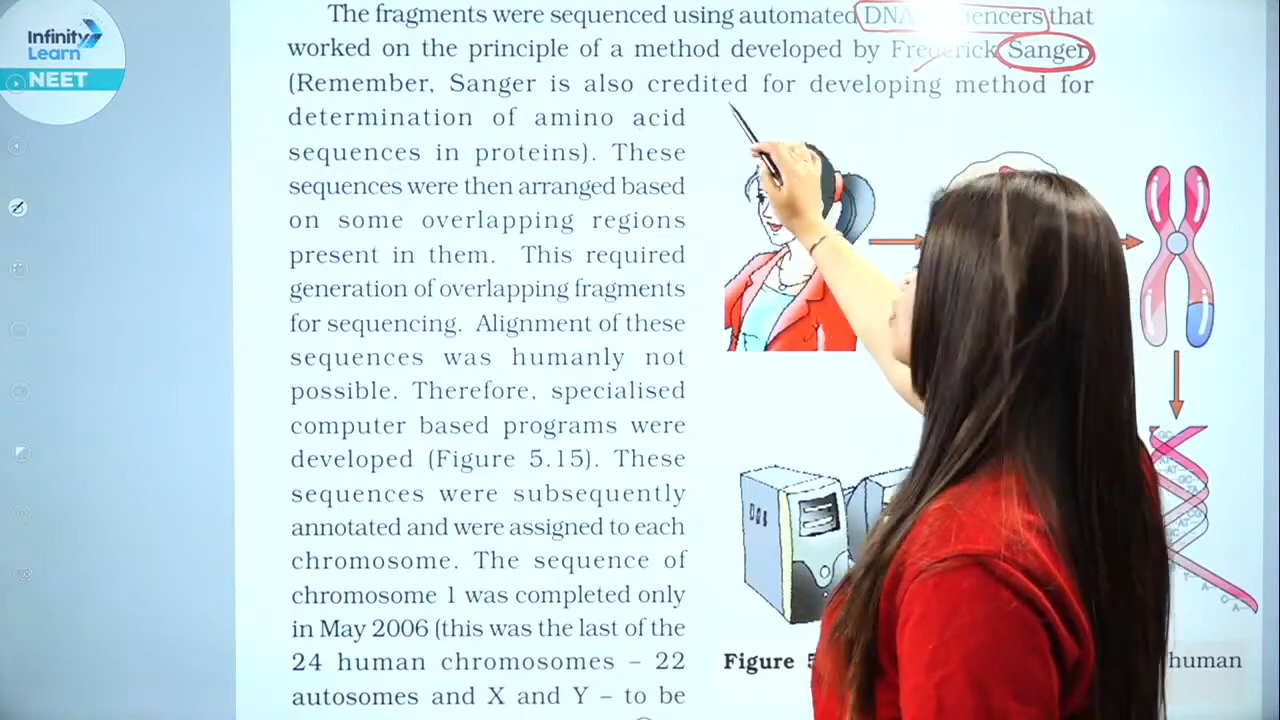 Infinity
Learn
NEET
The fragments were sequenced using automated DNA that
worked on the principle of a method developed by Frederick Sanger
(Remember, Sanger is also credited for developing method for
determination of amino acid
sequences in proteins). These
sequences were then arranged based
on some overlapping regions
present in them. This required
generation of overlapping fragments
for sequencing. Alignment of these
sequences was humanly not
possible. Therefore, specialised
computer based programs were
developed (Figure 5.15). These
sequences were subsequently
annotated and were assigned to each
chromosome. The sequence of
chromosome 1 was completed only
in May 2006 (this was the last of the
24 human chromosomes – 22
autosomes and X and Y – to be
Figure human